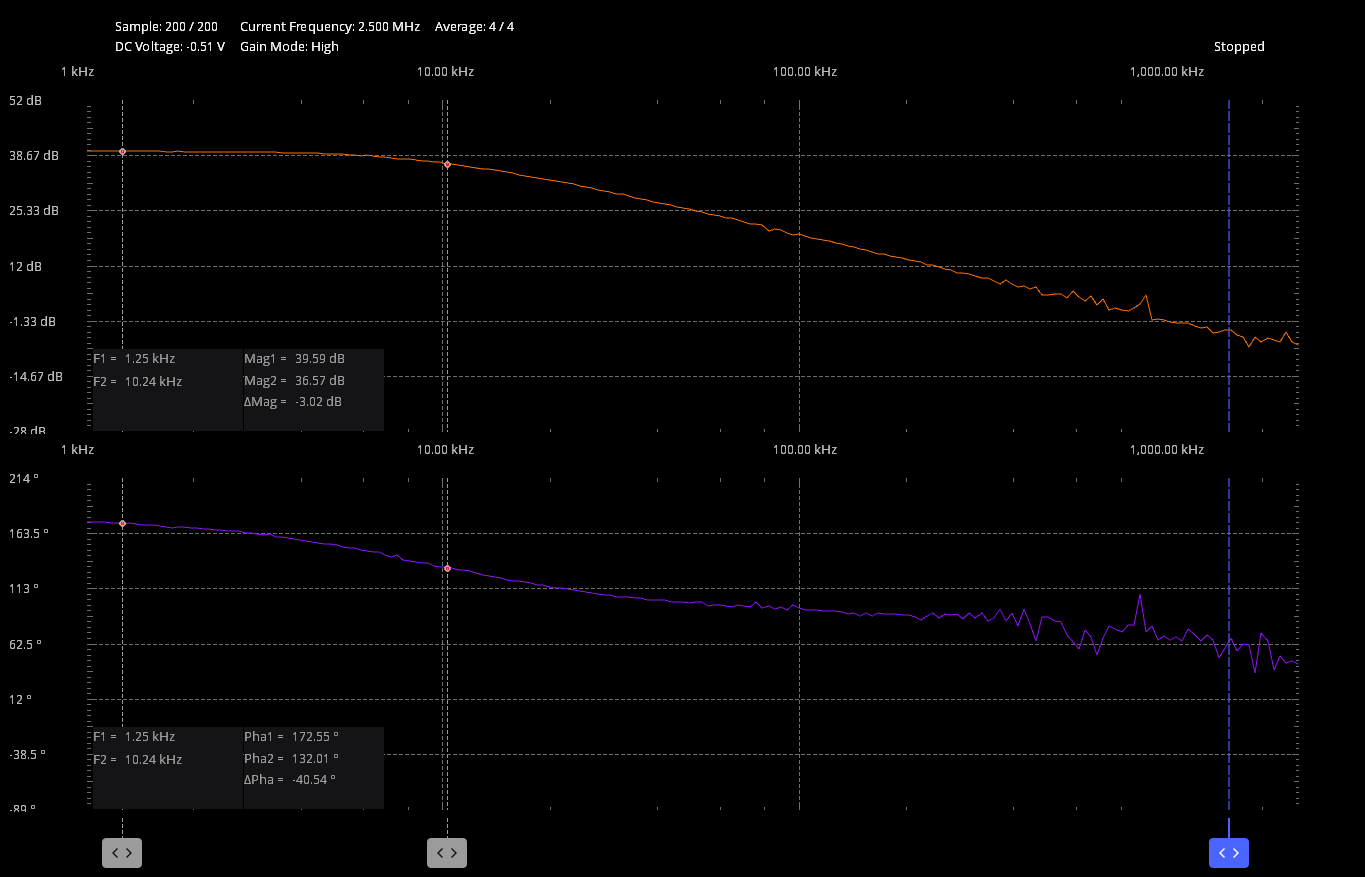 Sample: 200 / 200 Current Frequency: 2.500 MHz Average: 4 / 4
DC Voltage: -0.51 V Gain Mode: High
Stopped
1 kHz 10.00 kHz 100.00 kHz 1,000.00 kHz
52 dB
38.67 dB
25.33 dB
12 dB
-1.33 dB
-14.67 dB
-28 dB
F1 = 1.25 kHz Mag1 = 39.59 dB
F2 = 10.24 kHz Mag2 = 36.57 dB
ΔMag = -3.02 dB
1 kHz 10.00 kHz 100.00 kHz 1,000.00 kHz
214 °
163.5 °
113 °
62.5 °
12 °
-38.5 °
-89 °
F1 = 1.25 kHz Pha1 = 172.55 °
F2 = 10.24 kHz Pha2 = 132.01 °
ΔPha = -40.54 °